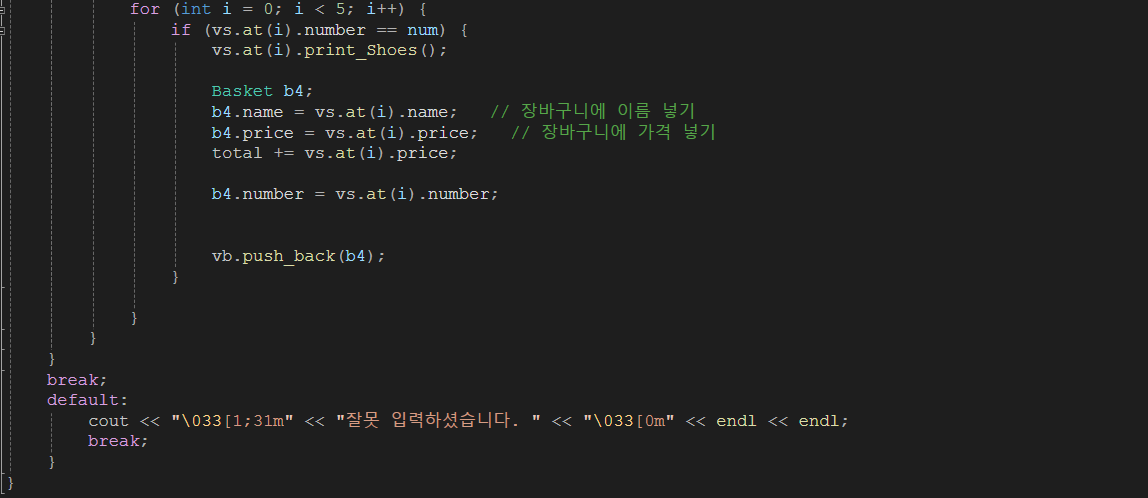 for (int i = 0; i < 5; i++) {
if (vs.at(i).number == num) {
vs.at(i).print_Shoes();
Basket b4;
b4.name = vs.at(i).name;   // 장바구니에 이름 넣기
b4.price = vs.at(i).price;   // 장바구니에 가격 넣기
total += vs.at(i).price;
b4.number = vs.at(i).number;
vb.push_back(b4);
}
}
}
}
break;
default:
cout << "\033[1;31m" << "잘못 입력하셨습니다. " << "\033[0m" << endl << endl;
break;
}
}